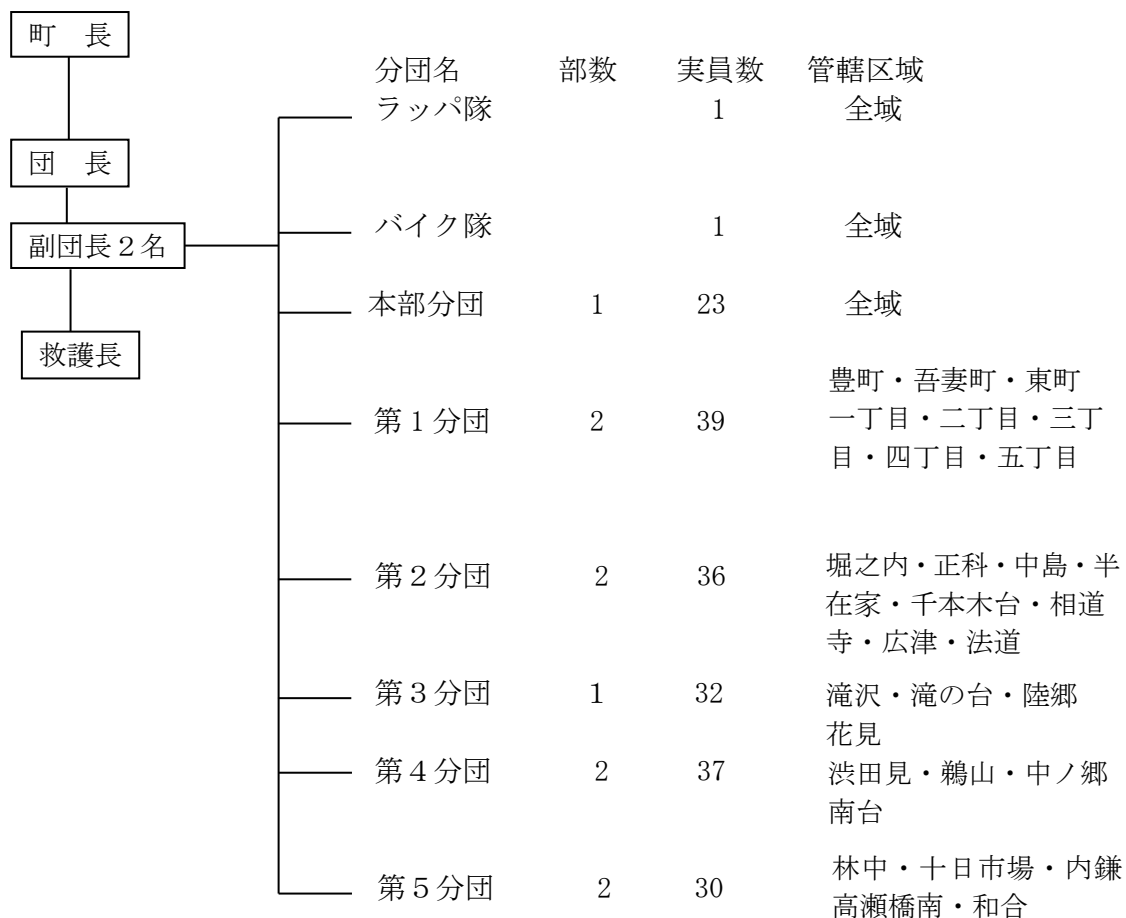 町　長
団　長
副団長２名
救護長
分団名　部数　実員数　管轄区域
ラッパ隊　1　全域
バイク隊　1　全域
本部分団　1　23　全域
第１分団　2　39　豊町・吾妻町・東町
一丁目・二丁目・三丁
目・四丁目・五丁目
第２分団　2　36　堀之内・正科・中島・半
在家・千本木台・相道
寺・広津・法道
第３分団　1　32　滝沢・滝の台・陸郷
花見
第４分団　2　37　渋田見・鵜山・中ノ郷
南台
第５分団　2　30　林中・十日市場・内鎌
高瀬橋南・和合